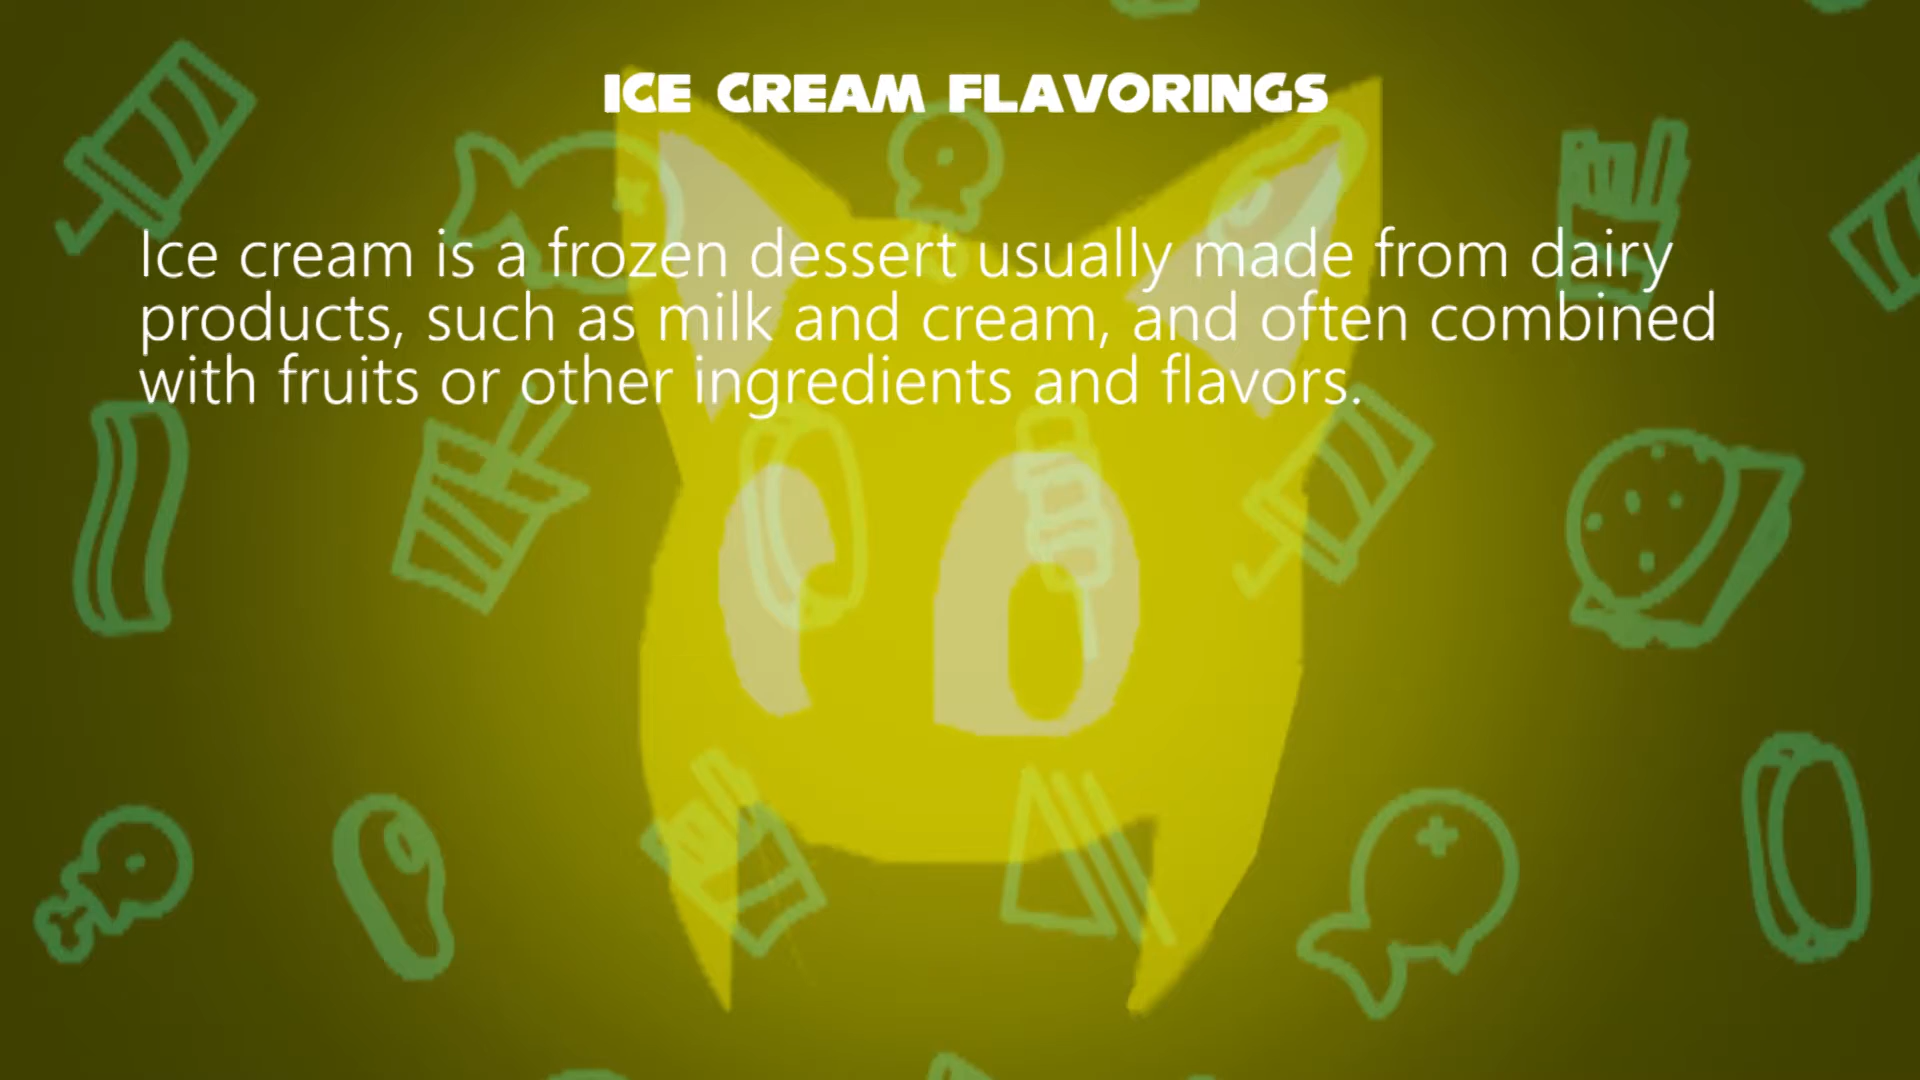 ICE CREAM FLAVORINGS
Ice cream is a frozen dessert usually made from dairy
products, such as milk and cream, and often combined
with fruits or other ingredients and flavors.